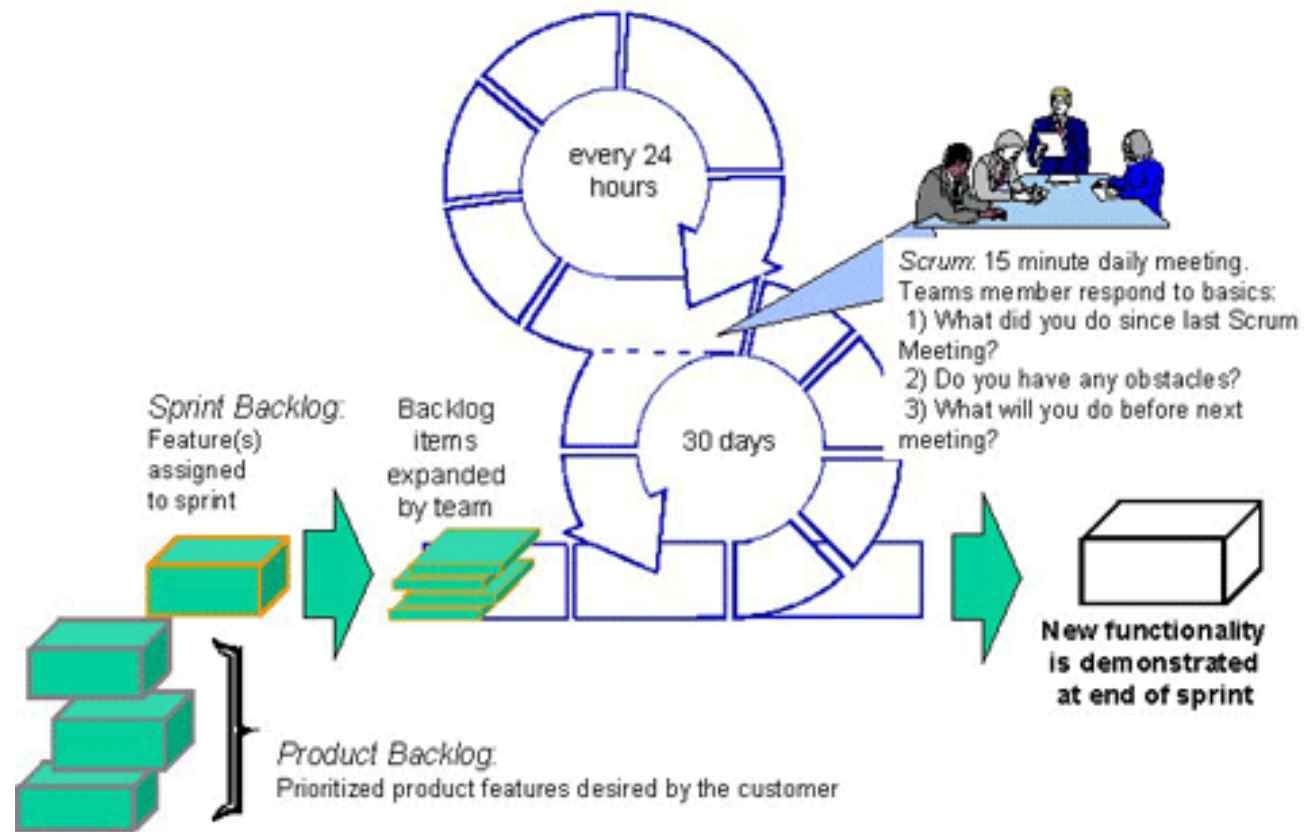 every 24
hours
Scrum: 15 minute daily meeting.
Teams member respond to basics:
1) What did you do since last Scrum
Meeting?
2) Do you have any obstacles?
3) What will you do before next
meeting?
30 days
Sprint Backlog:
Feature(s)
assigned
to sprint
Backlog
items
expanded
by team
New functionality
is demonstrated
at end of sprint
Product Backlog:
Prioritized product features desired by the customer